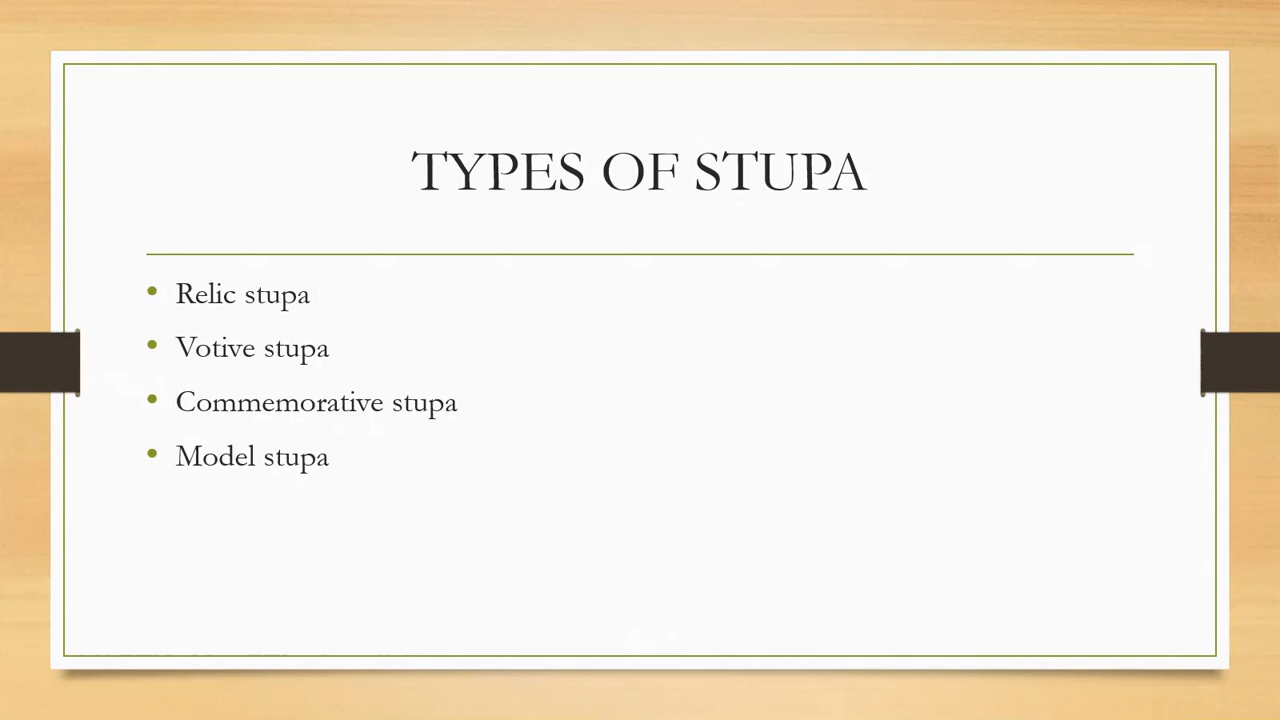 TYPES OF STUPA
• Relic stupa
• Votive stupa
• Commemorative stupa
• Model stupa